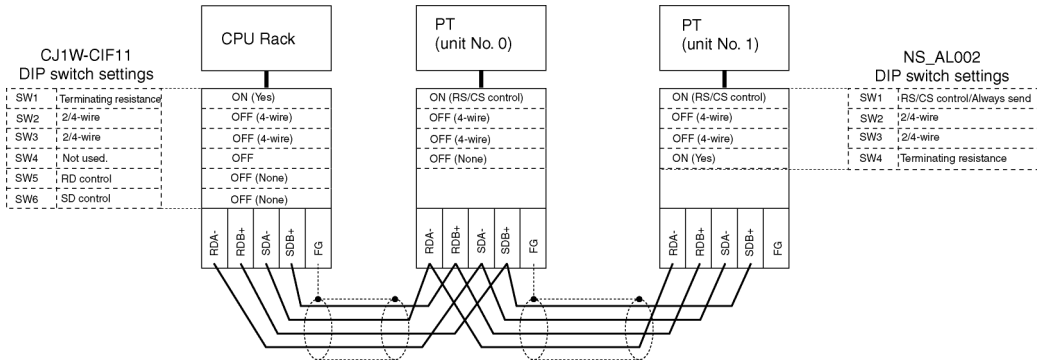 CJ1W-CIF11
DIP switch settings
SW1 Terminating resistance
SW2 2/4-wire
SW3 2/4-wire
SW4 Not used.
SW5 RD control
SW6 SD control
CPU Rack
ON (Yes)
OFF (4-wire)
OFF (4-wire)
OFF
OFF (None)
OFF (None)
RDA-
RDB+
SDA-
SDB+
FG
PT
(unit No. 0)
ON (RS/CS control)
OFF (4-wire)
OFF (4-wire)
OFF (None)
RDA-
RDB+
SDA-
SDB+
FG
PT
(unit No. 1)
ON (RS/CS control)
OFF (4-wire)
OFF (4-wire)
ON (Yes)
RDA-
RDB+
SDA-
SDB+
FG
NS_AL002
DIP switch settings
SW1 RS/CS control/Always send
SW2 2/4-wire
SW3 2/4-wire
SW4 Terminating resistance